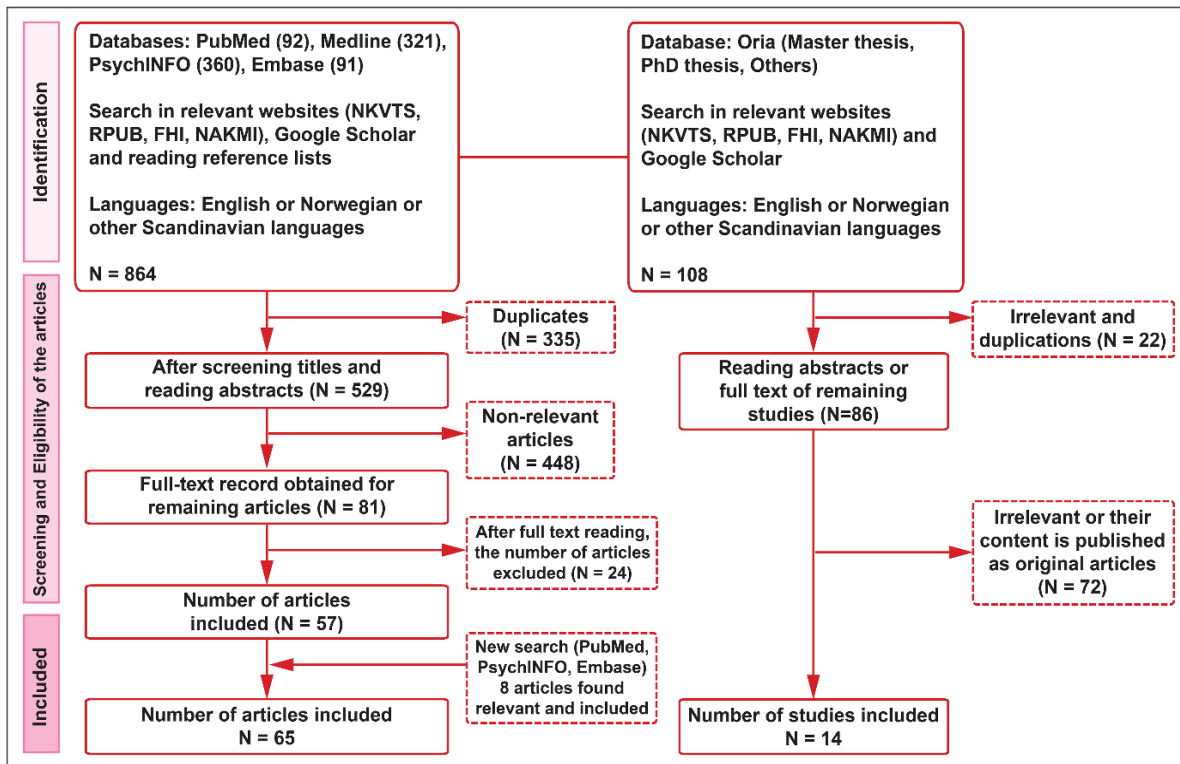 Identification
Databases: PubMed (92), Medline (321),
PsychINFO (360), Embase (91)
Search in relevant websites (NKVTS,
RPUB, FHI, NAKMI), Google Scholar
and reading reference lists
Languages: English or Norwegian or
other Scandinavian languages
N = 864
Database: Oria (Master thesis,
PhD thesis, Others)
Search in relevant websites
(NKVTS, RPUB, FHI, NAKMI) and
Google Scholar
Languages: English or Norwegian
or other Scandinavian languages
N = 108
Screening and Eligibility of the articles
Duplicates
(N = 335)
Irrelevant and
duplications (N = 22)
After screening titles and
reading abstracts (N = 529)
Reading abstracts or
full text of remaining
studies (N=86)
Non-relevant
articles
(N = 448)
Full-text record obtained for
remaining articles (N = 81)
After full text reading,
the number of articles
excluded (N = 24)
Irrelevant or their
content is published
as original articles
(N = 72)
Number of articles
included (N = 57)
Included
New search (PubMed,
PsychINFO, Embase)
8 articles found
relevant and included
Number of articles included
N = 65
Number of studies included
N = 14